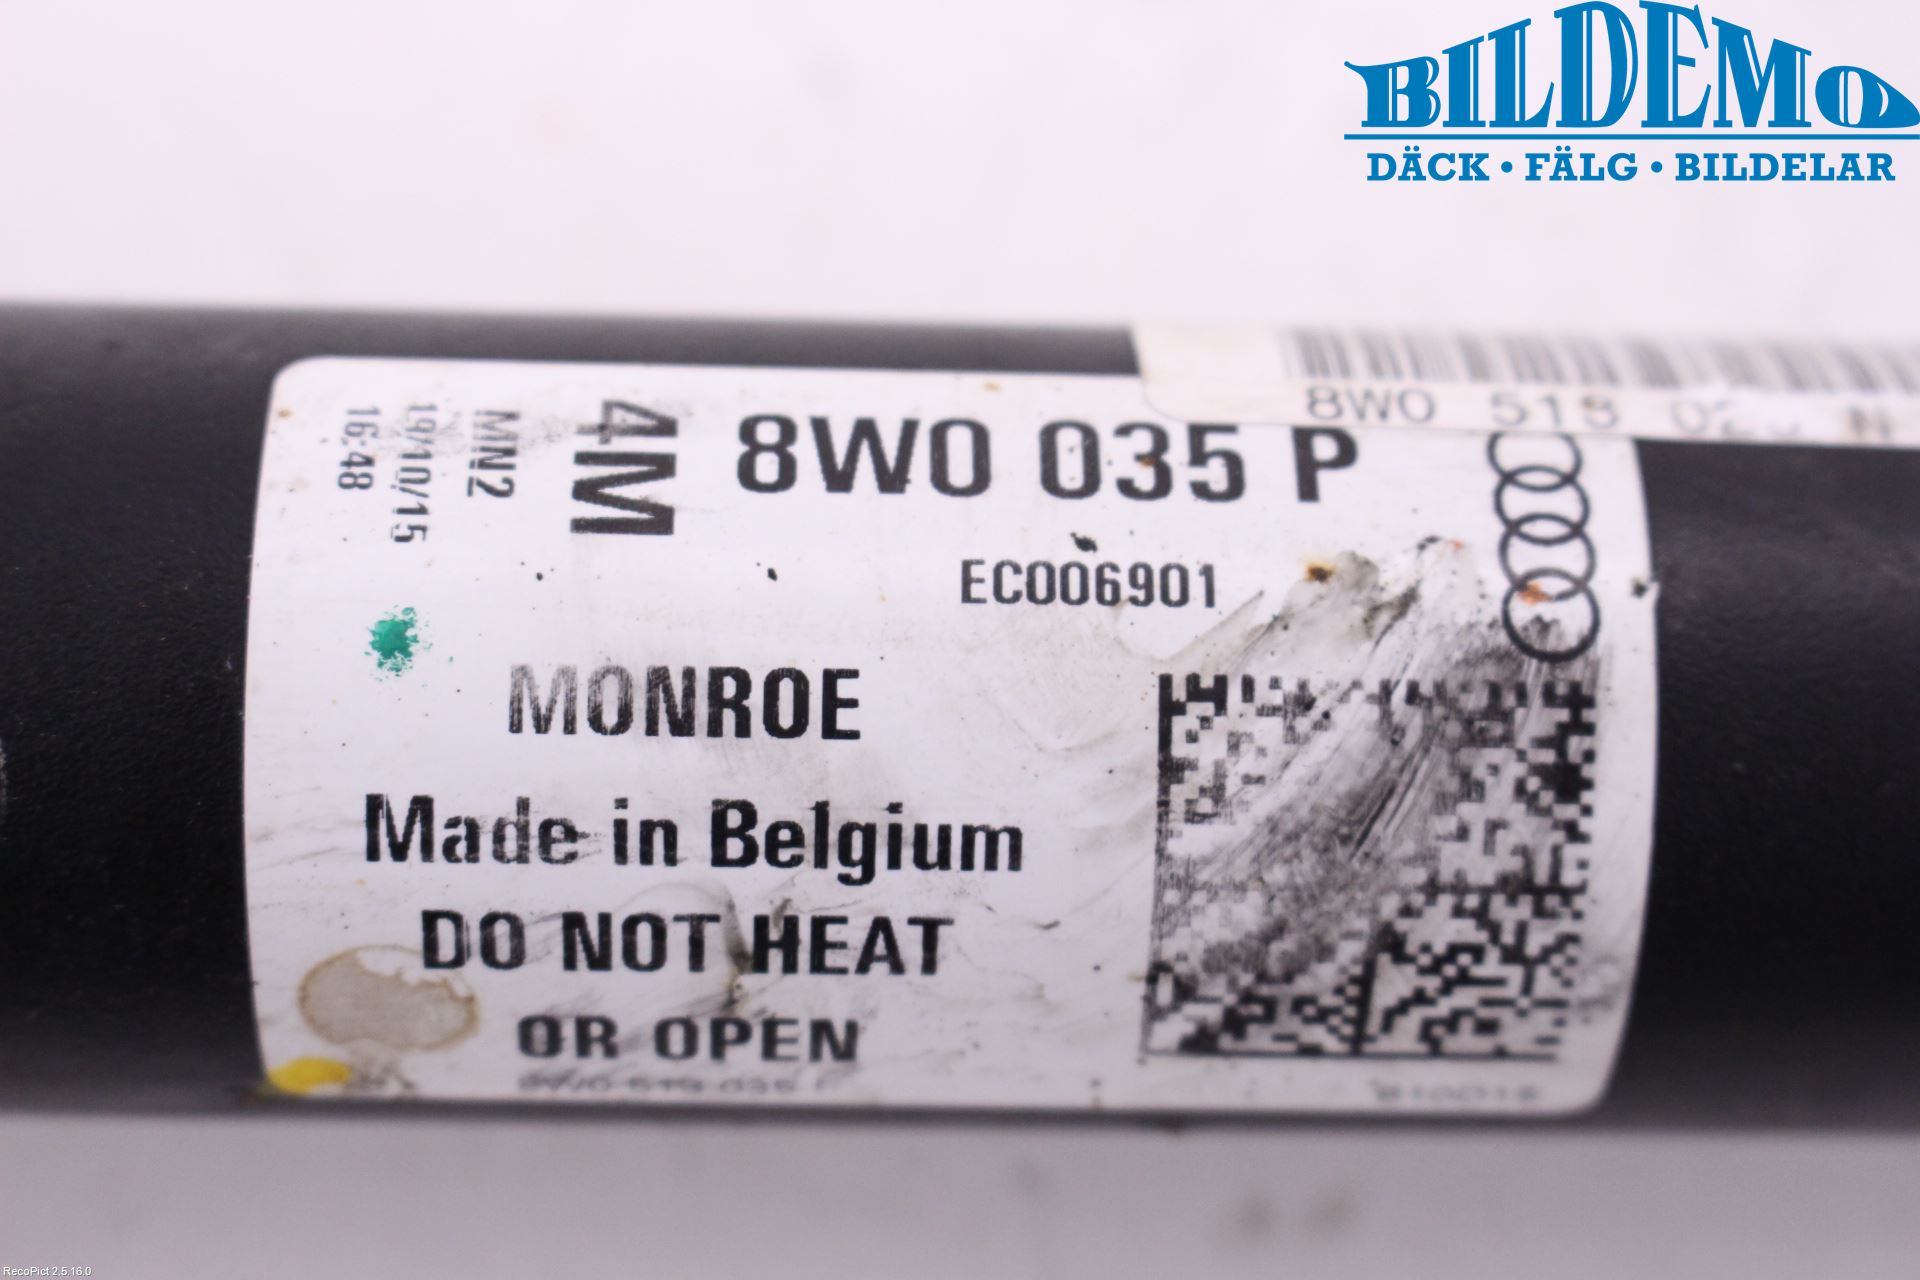 BILDEMO
DÄCK • FÄLG • BILDELAR
8W0
8W0 035 P
4M
MN2
19/10/15
16:48
EC006901
MONROE
Made in Belgium
DO NOT HEAT
OR OPEN
RecoPict 2.5.16.0